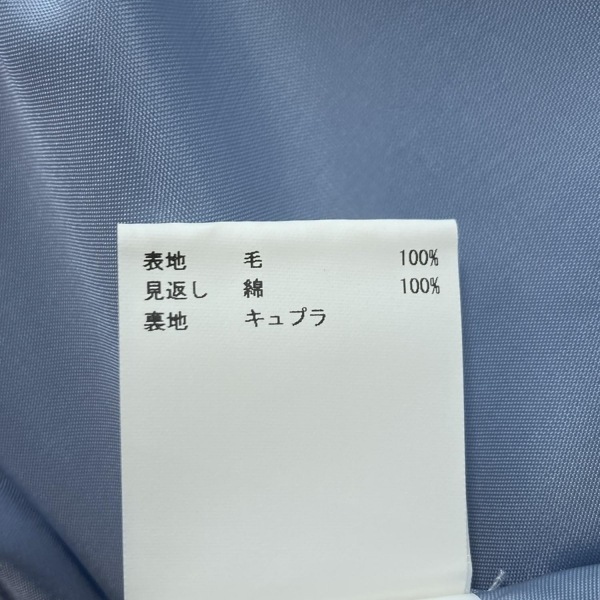 表地 毛 100%
見返し 綿 100%
裏地 キュプラ